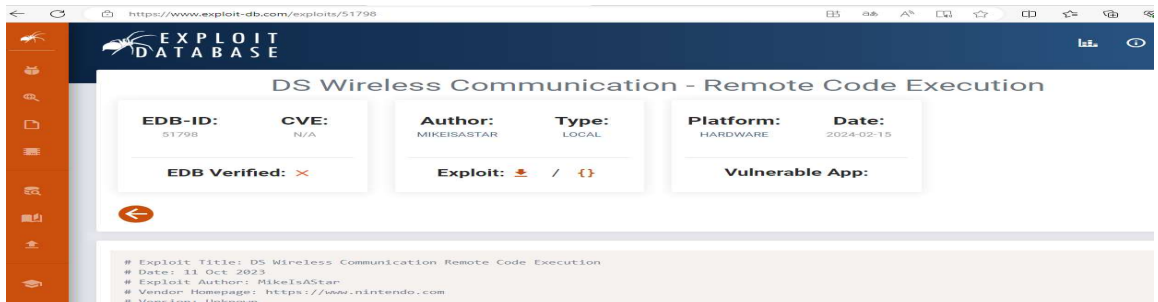 https://www.exploit-db.com/exploits/51798
EXPLOIT
DATABASE
DS Wireless Communication - Remote Code Execution
EDB-ID:
51798
CVE:
N/A
EDB Verified: ×
Author:
MIKEISASTAR
Type:
LOCAL
Exploit: / {}
Platform:
HARDWARE
Date:
2024-02-15
Vulnerable App:
# Exploit Title: DS Wireless Communication Remote Code Execution
# Date: 11 Oct 2023
# Exploit Author: MikeIsAStar
# Vendor Homepage: https://www.nintendo.com
# Version: Unknown